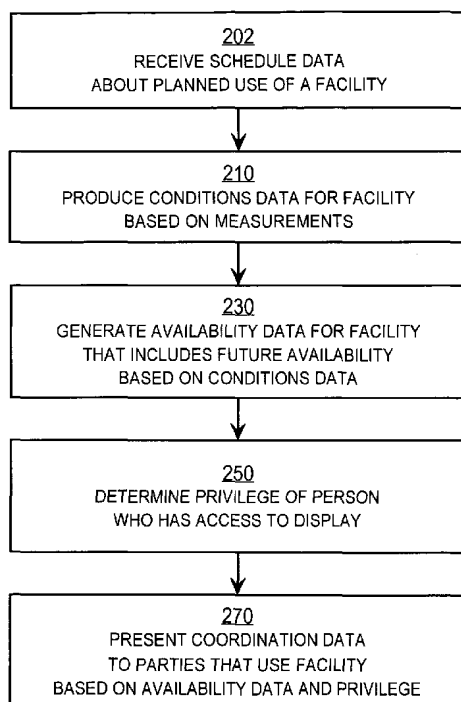 202
RECEIVE SCHEDULE DATA
ABOUT PLANNED USE OF A FACILITY
210
PRODUCE CONDITIONS DATA FOR FACILITY
BASED ON MEASUREMENTS
230
GENERATE AVAILABILITY DATA FOR FACILITY
THAT INCLUDES FUTURE AVAILABILITY
BASED ON CONDITIONS DATA
250
DETERMINE PRIVILEGE OF PERSON
WHO HAS ACCESS TO DISPLAY
270
PRESENT COORDINATION DATA
TO PARTIES THAT USE FACILITY
BASED ON AVAILABILITY DATA AND PRIVILEGE